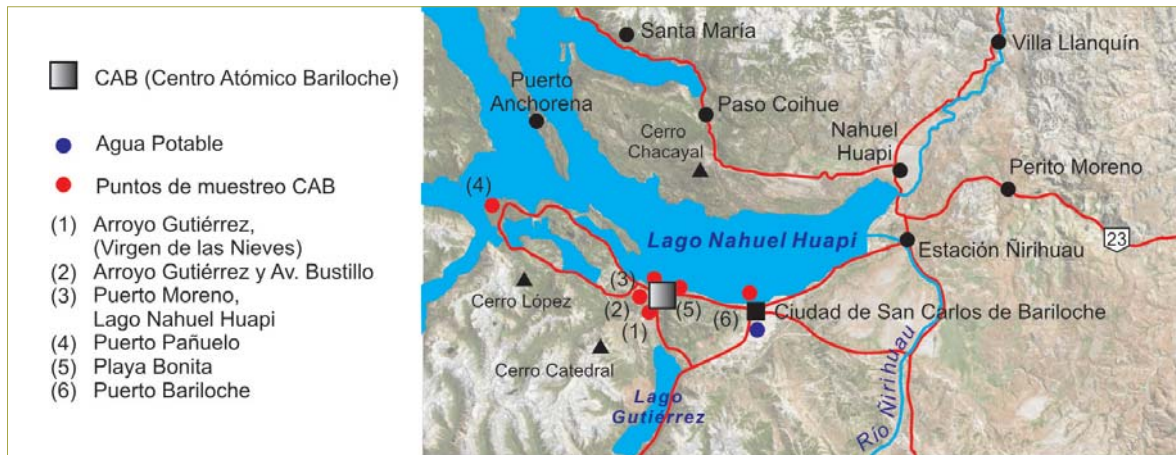 CAB (Centro Atómico Bariloche)
Agua Potable
Puntos de muestreo CAB
(1) Arroyo Gutiérrez,
(Virgen de las Nieves)
(2) Arroyo Gutiérrez y Av. Bustillo
(3) Puerto Moreno,
Lago Nahuel Huapi
(4) Puerto Pañuelo
(5) Playa Bonita
(6) Puerto Bariloche
Santa María
Villa Llanquín
Puerto
Anchorena
Paso Coihue
Cerro
Chacayal
Nahuel
Huapi
Perito Moreno
(4)
Lago Nahuel Huapi
Estación Ñirihuau
23
Cerro López
(3)
(2)
(1)
(5)
(6)
Ciudad de San Carlos de Bariloche
Cerro Catedral
Lago
Gutiérrez
Río Ñirihuau